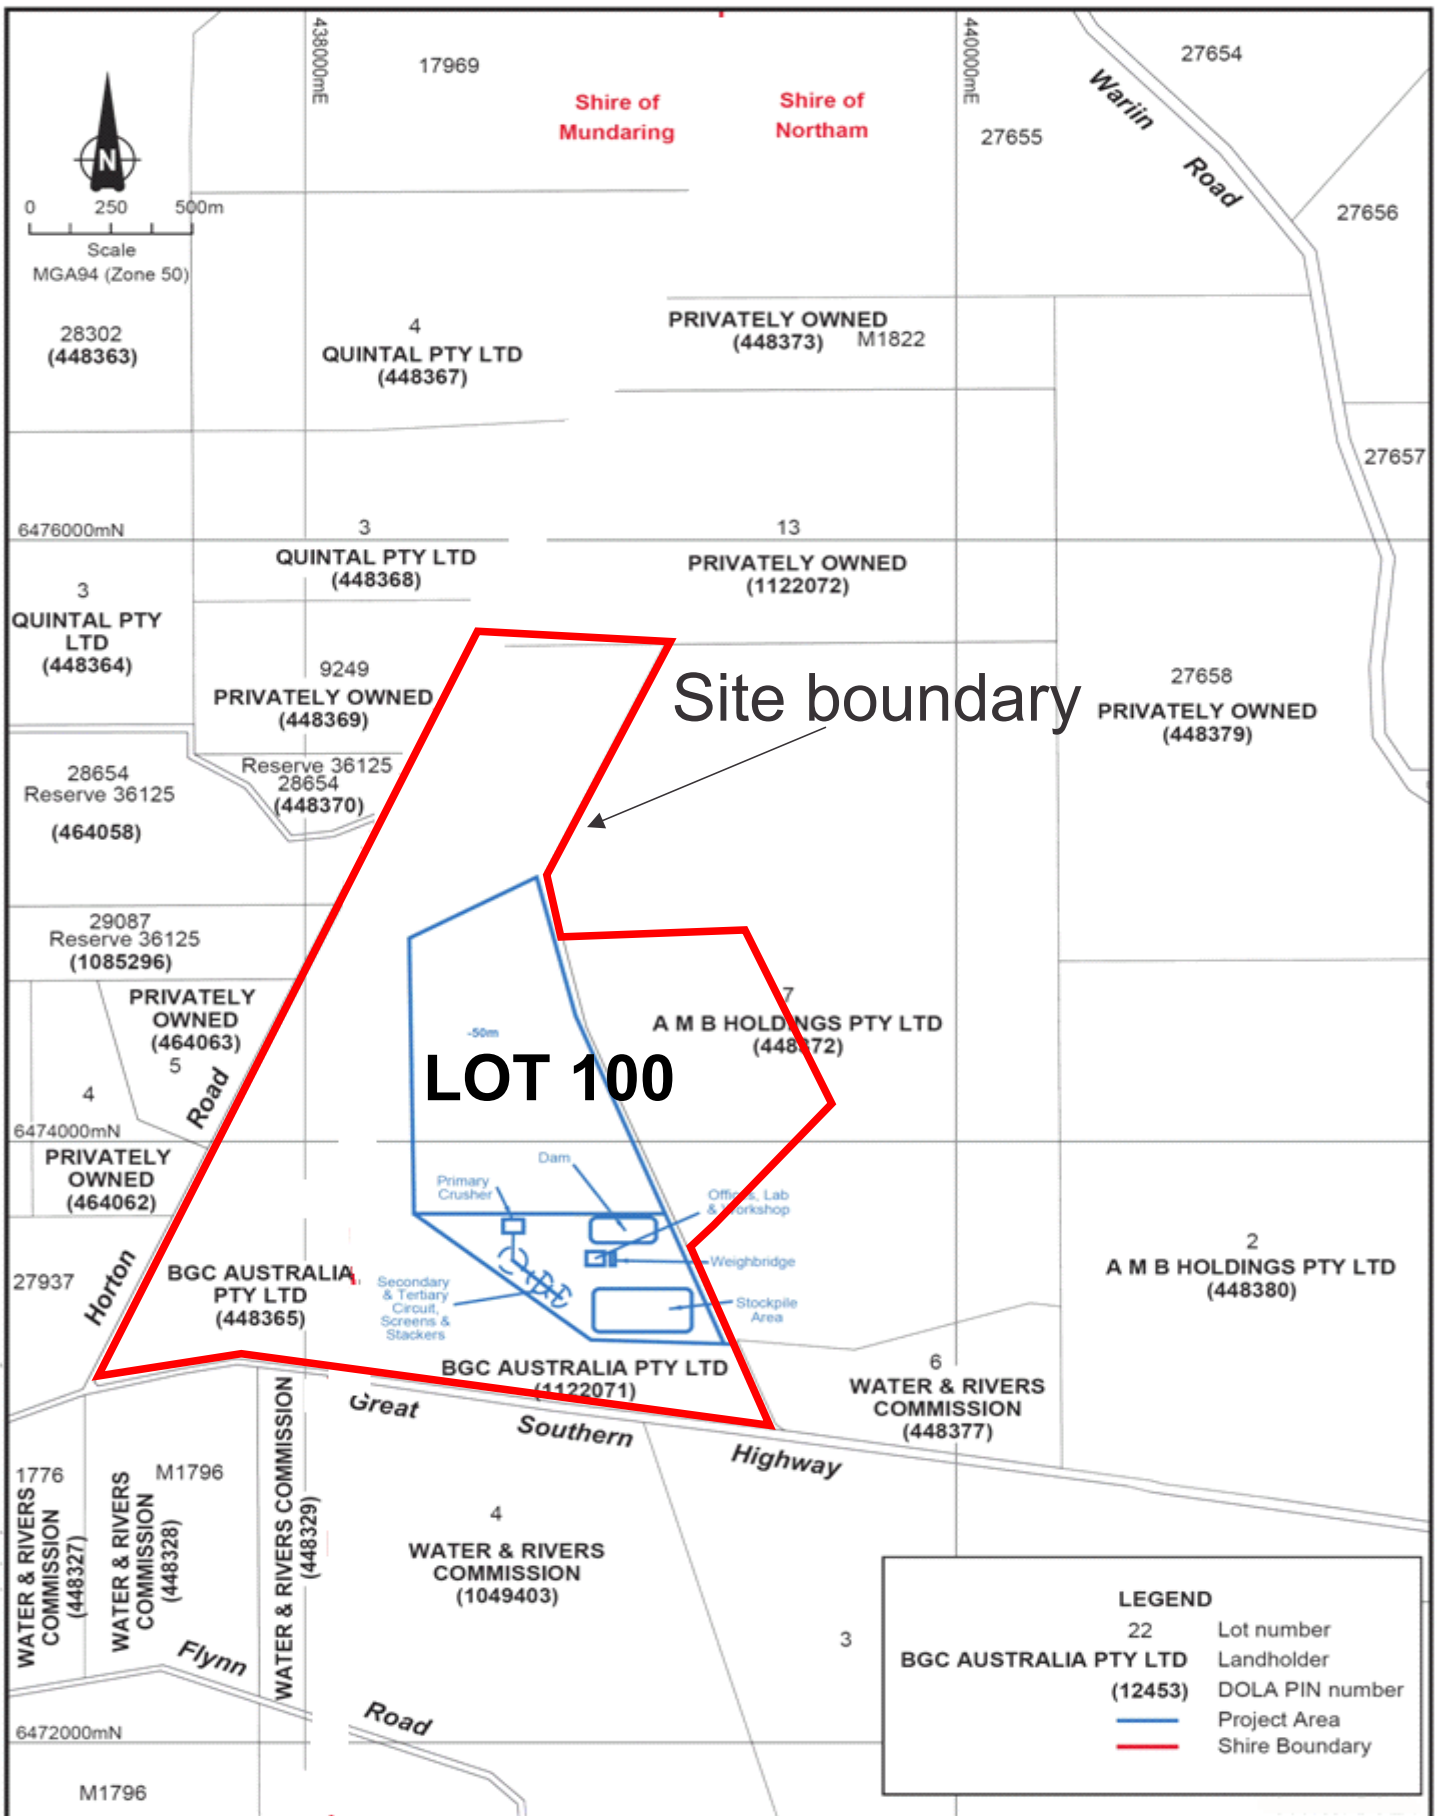 438000mE
17969
440000mE
27654
Wariin
Road
Shire of
Mundaring
Shire of
Northam
27655
27656
N
0 250 500m
Scale
MGA94 (Zone 50)
28302
(448363)
4
QUINTAL PTY LTD
(448367)
PRIVATELY OWNED
(448373)
M1822
27657
6476000mN
3
QUINTAL PTY LTD
(448368)
13
PRIVATELY OWNED
(1122072)
3
QUINTAL PTY
LTD
(448364)
9249
PRIVATELY OWNED
(448369)
Site boundary
27658
PRIVATELY OWNED
(448379)
28654
Reserve 36125
(464058)
Reserve 36125
28654
(448370)
29087
Reserve 36125
(1085296)
PRIVATELY
OWNED
(464063)
5
4
Road
-50m
LOT 100
7
A M B HOLDINGS PTY LTD
(448372)
6474000mN
PRIVATELY
OWNED
(464062)
Dam
Primary
Crusher
Offices, Lab
& Workshop
Weighbridge
Stockpile
Area
Secondary
& Tertiary
Circuit,
Screens &
Stackers
27937
Horton
BGC AUSTRALIA
PTY LTD
(448365)
2
A M B HOLDINGS PTY LTD
(448380)
BGC AUSTRALIA PTY LTD
(1122071)
6
WATER & RIVERS
COMMISSION
(448377)
Great
Southern
Highway
1776
WATER & RIVERS
COMMISSION
(448327)
M1796
WATER & RIVERS
COMMISSION
(448328)
WATER & RIVERS COMMISSION
(448329)
4
WATER & RIVERS
COMMISSION
(1049403)
3
Flynn
Road
6472000mN
M1796
LEGEND
22 Lot number
BGC AUSTRALIA PTY LTD Landholder
(12453) DOLA PIN number
Project Area
Shire Boundary